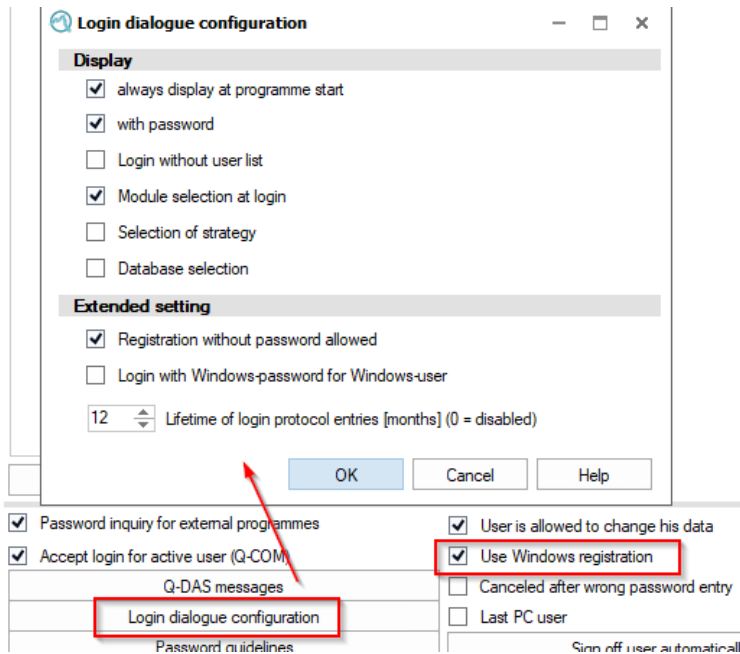 Login dialogue configuration
Display
always display at programme start
with password
Login without user list
Module selection at login
Selection of strategy
Database selection
Extended setting
Registration without password allowed
Login with Windows-password for Windows-user
12 Lifetime of login protocol entries [months] (0 = disabled)
OK Cancel Help
Password inquiry for external programmes User is allowed to change his data
Accept login for active user (Q-COM) Use Windows registration
Q-DAS messages Canceled after wrong password entry
Login dialogue configuration Last PC user
Password guidelines Sign off user automatical